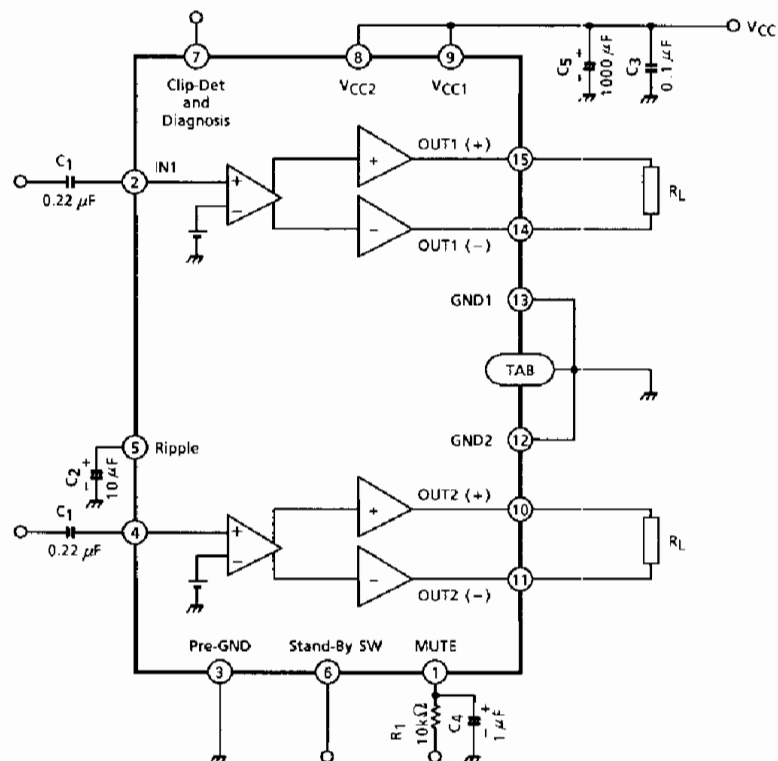 VCC
7
8
9
C5
1000 μF
+
-
C3
0.1 μF
Clip-Det
and
Diagnosis
VCC2
VCC1
C1
0.22 μF
2
IN1
+
-
+
OUT1 (+)
15
-
OUT1 (-)
14
RL
GND1
13
TAB
GND2
12
5
Ripple
C2
10 μF
+
-
C1
0.22 μF
4
+
-
+
OUT2 (+)
10
-
OUT2 (-)
11
RL
Pre-GND
Stand-By SW
MUTE
3
6
1
R1
10kΩ
C4
1 μF
+
-